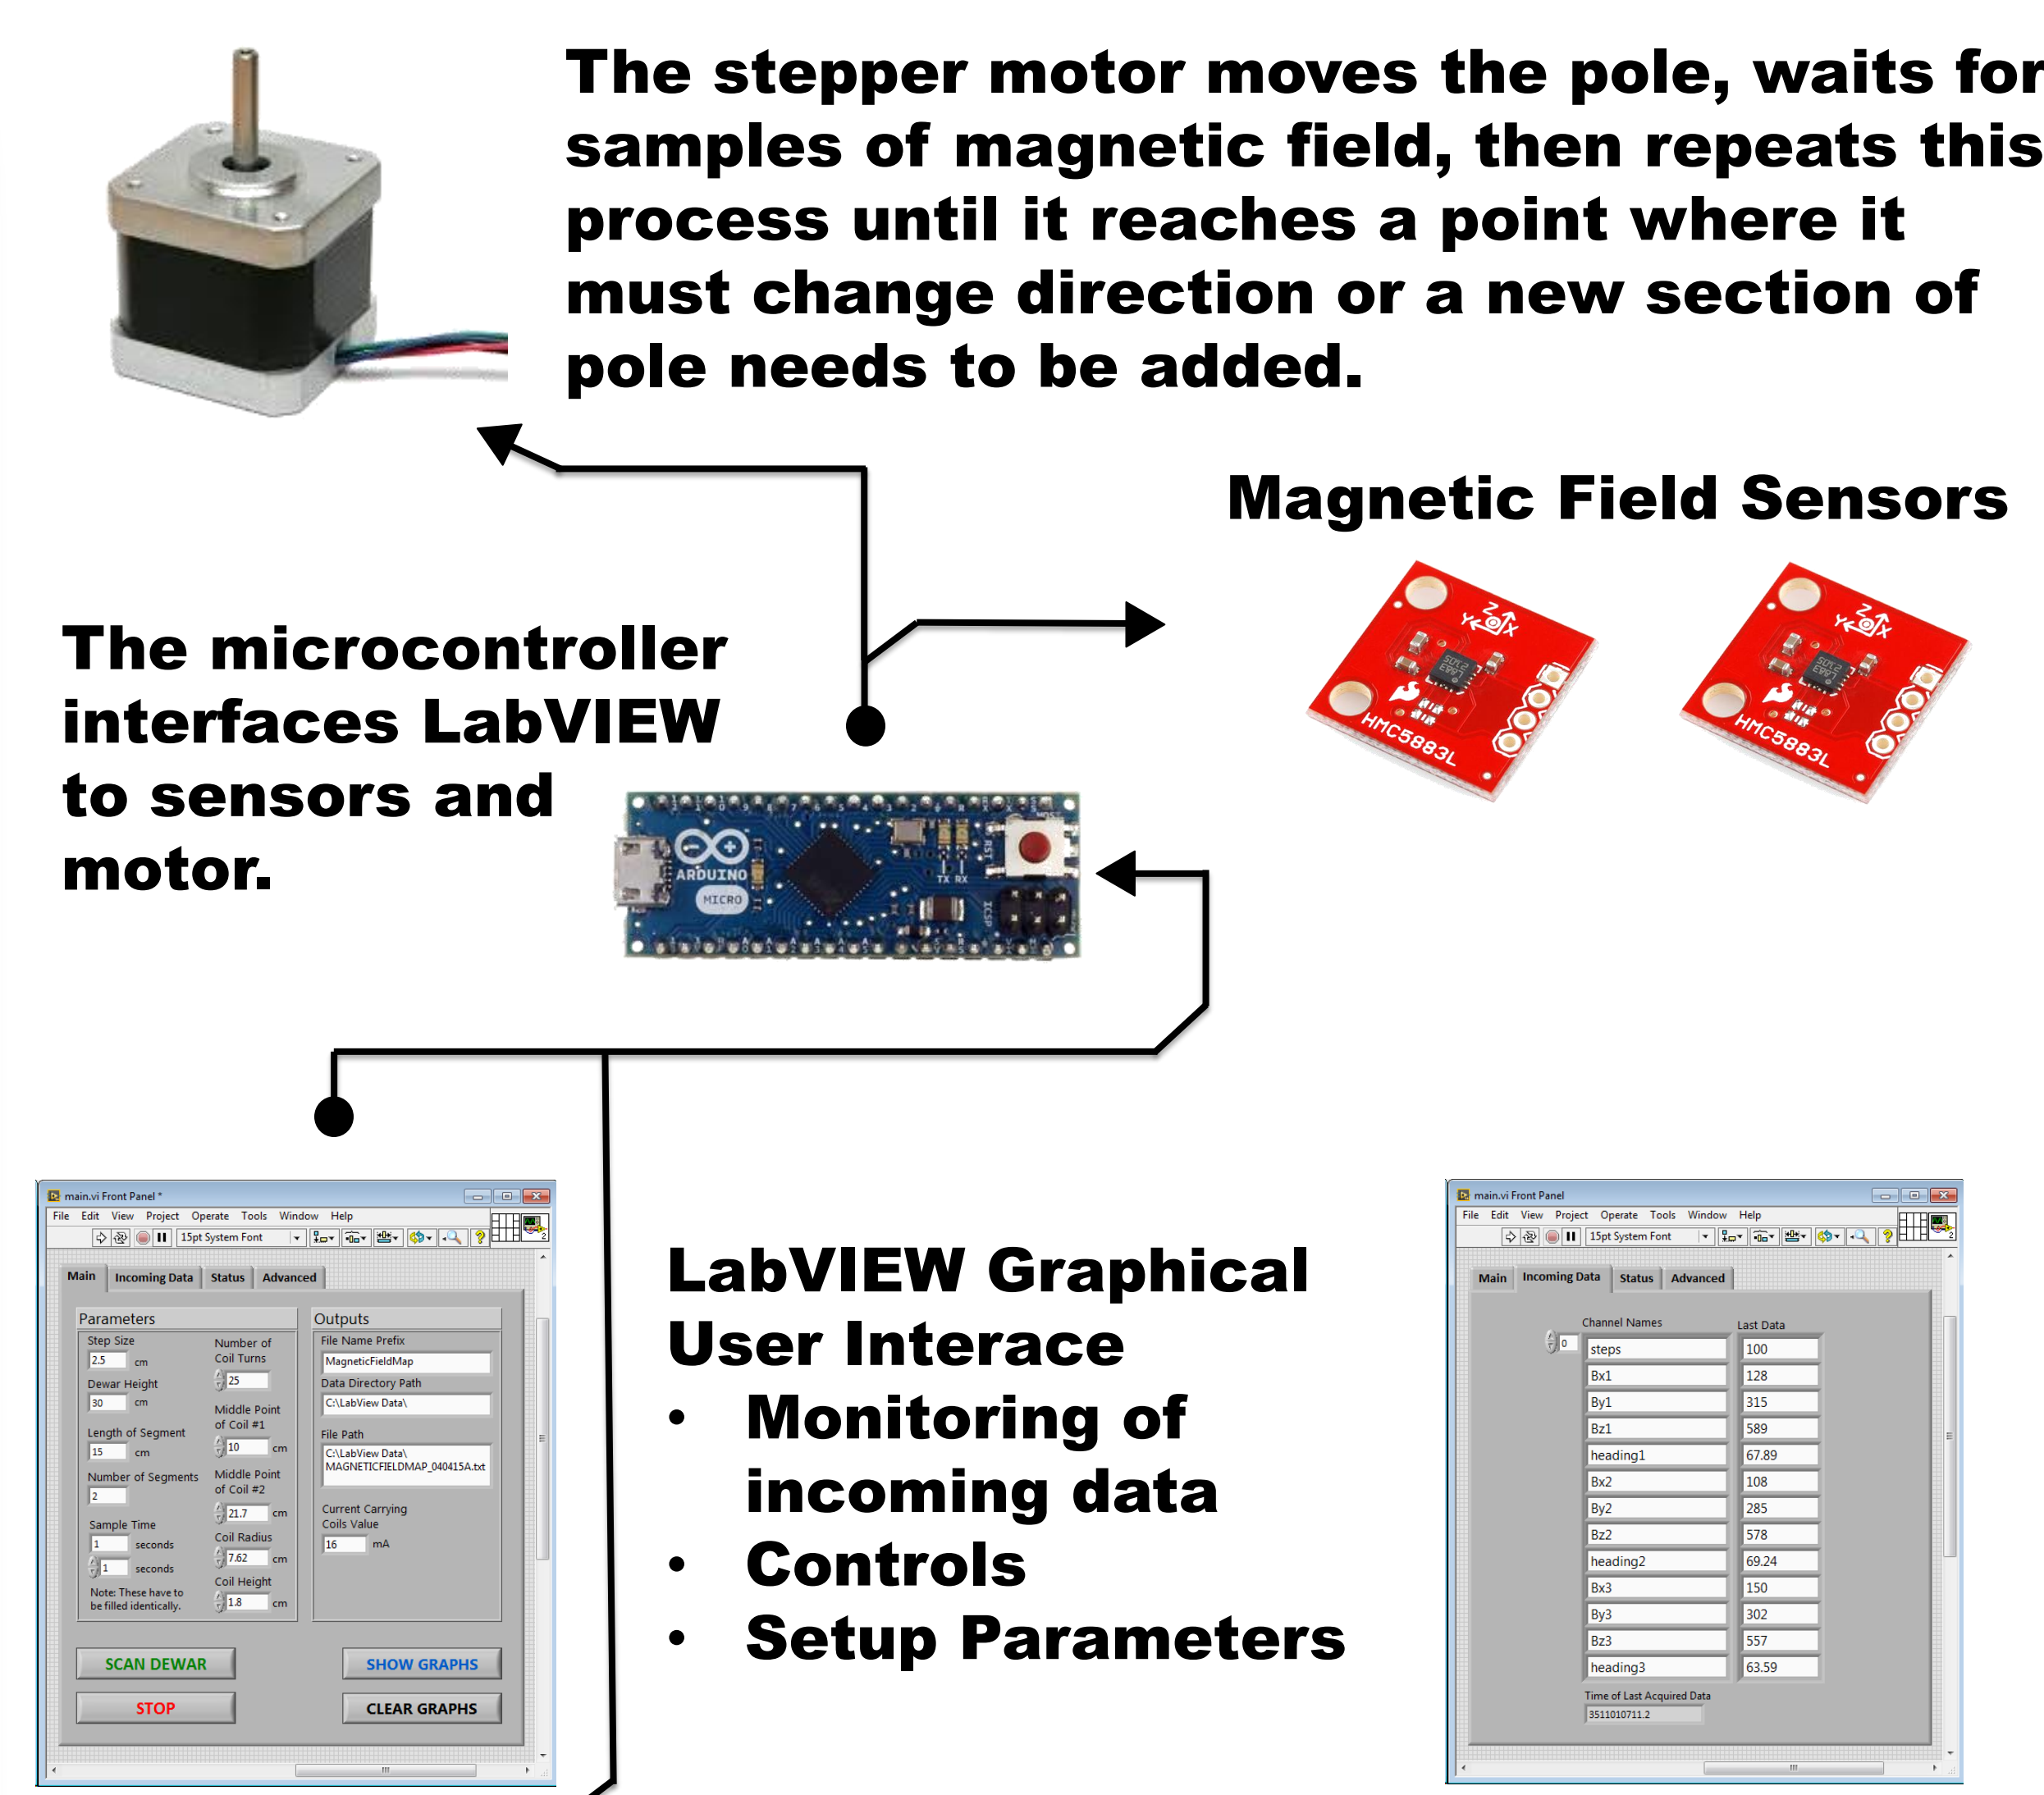 The stepper motor moves the pole, waits for
samples of magnetic field, then repeats this
process until it reaches a point where it
must change direction or a new section of
pole needs to be added.
Magnetic Field Sensors
Z
Y X
HMC5883L
Z
Y X
HMC5883L
The microcontroller
interfaces LabVIEW
to sensors and
motor.
ARDUINO
MICRO
TX RX
RST
ICSP
main.vi Front Panel *
File Edit View Project Operate Tools Window Help
15pt System Font
2
Main Incoming Data Status Advanced
Parameters
Step Size
2.5 cm
Dewar Height
30 cm
Length of Segment
15 cm
Number of Segments
2
Sample Time
1 seconds
1 seconds
Note: These have to
be filled identically.
Number of
Coil Turns
25
Middle Point
of Coil #1
10 cm
Middle Point
of Coil #2
21.7 cm
Coil Radius
7.62 cm
Coil Height
1.8 cm
Outputs
File Name Prefix
MagneticFieldMap
Data Directory Path
C:\LabView Data\
File Path
C:\LabView Data\
MAGNETICFIELDMAP_040415A.txt
Current Carrying
Coils Value
16 mA
SCAN DEWAR
SHOW GRAPHS
STOP
CLEAR GRAPHS
LabVIEW Graphical
User Interace
• Monitoring of
incoming data
• Controls
• Setup Parameters
main.vi Front Panel
File Edit View Project Operate Tools Window Help
15pt System Font
2
Main Incoming Data Status Advanced
Channel Names Last Data
0 steps 100
Bx1 128
By1 315
Bz1 589
heading1 67.89
Bx2 108
By2 285
Bz2 578
heading2 69.24
Bx3 150
By3 302
Bz3 557
heading3 63.59
Time of Last Acquired Data
3511010711.2